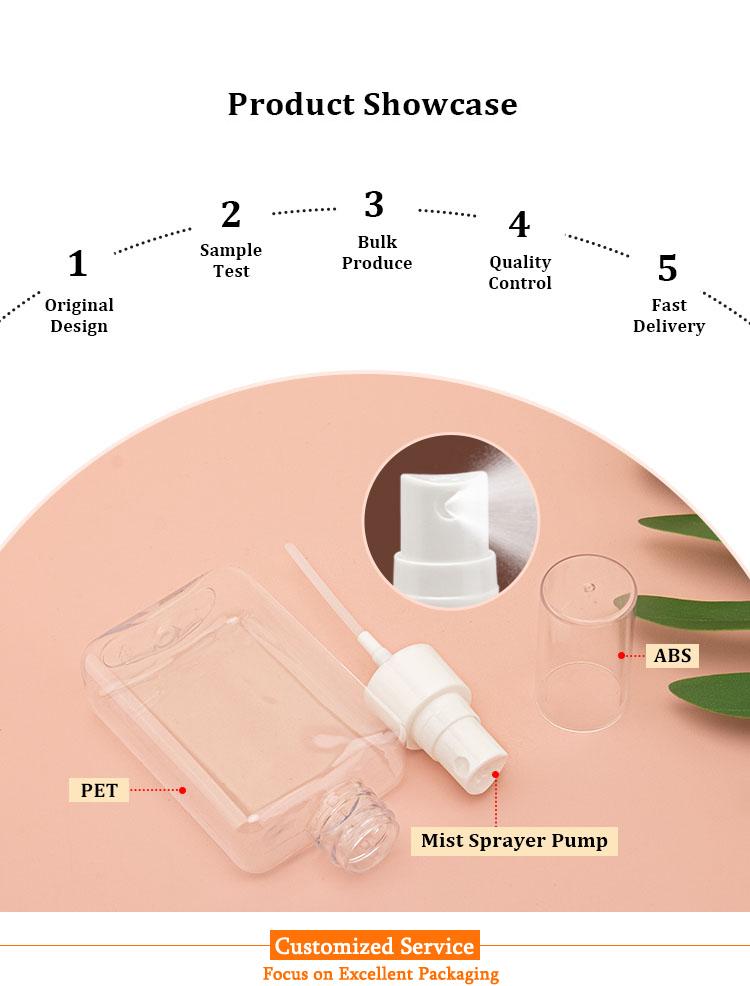 Product Showcase
1
Original
Design
2
Sample
Test
3
Bulk
Produce
4
Quality
Control
5
Fast
Delivery
ABS
PET
Mist Sprayer Pump
Customized Service
Focus on Excellent Packaging